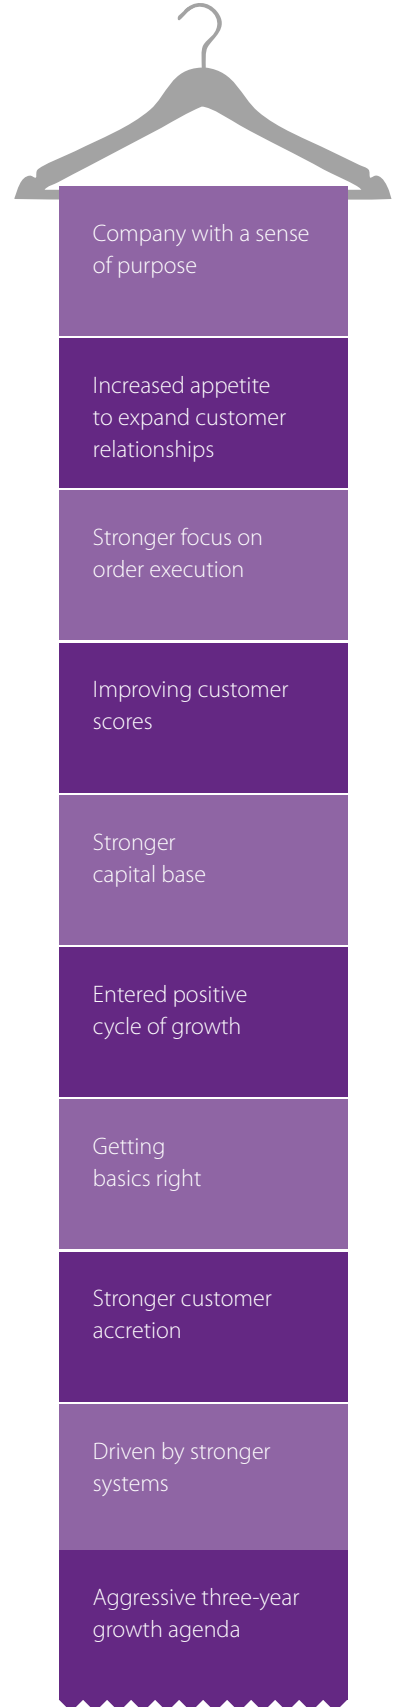 Company with a sense
of purpose
Increased appetite
to expand customer
relationships
Stronger focus on
order execution
Improving customer
scores
Stronger
capital base
Entered positive
cycle of growth
Getting
basics right
Stronger customer
accretion
Driven by stronger
systems
Aggressive three-year
growth agenda